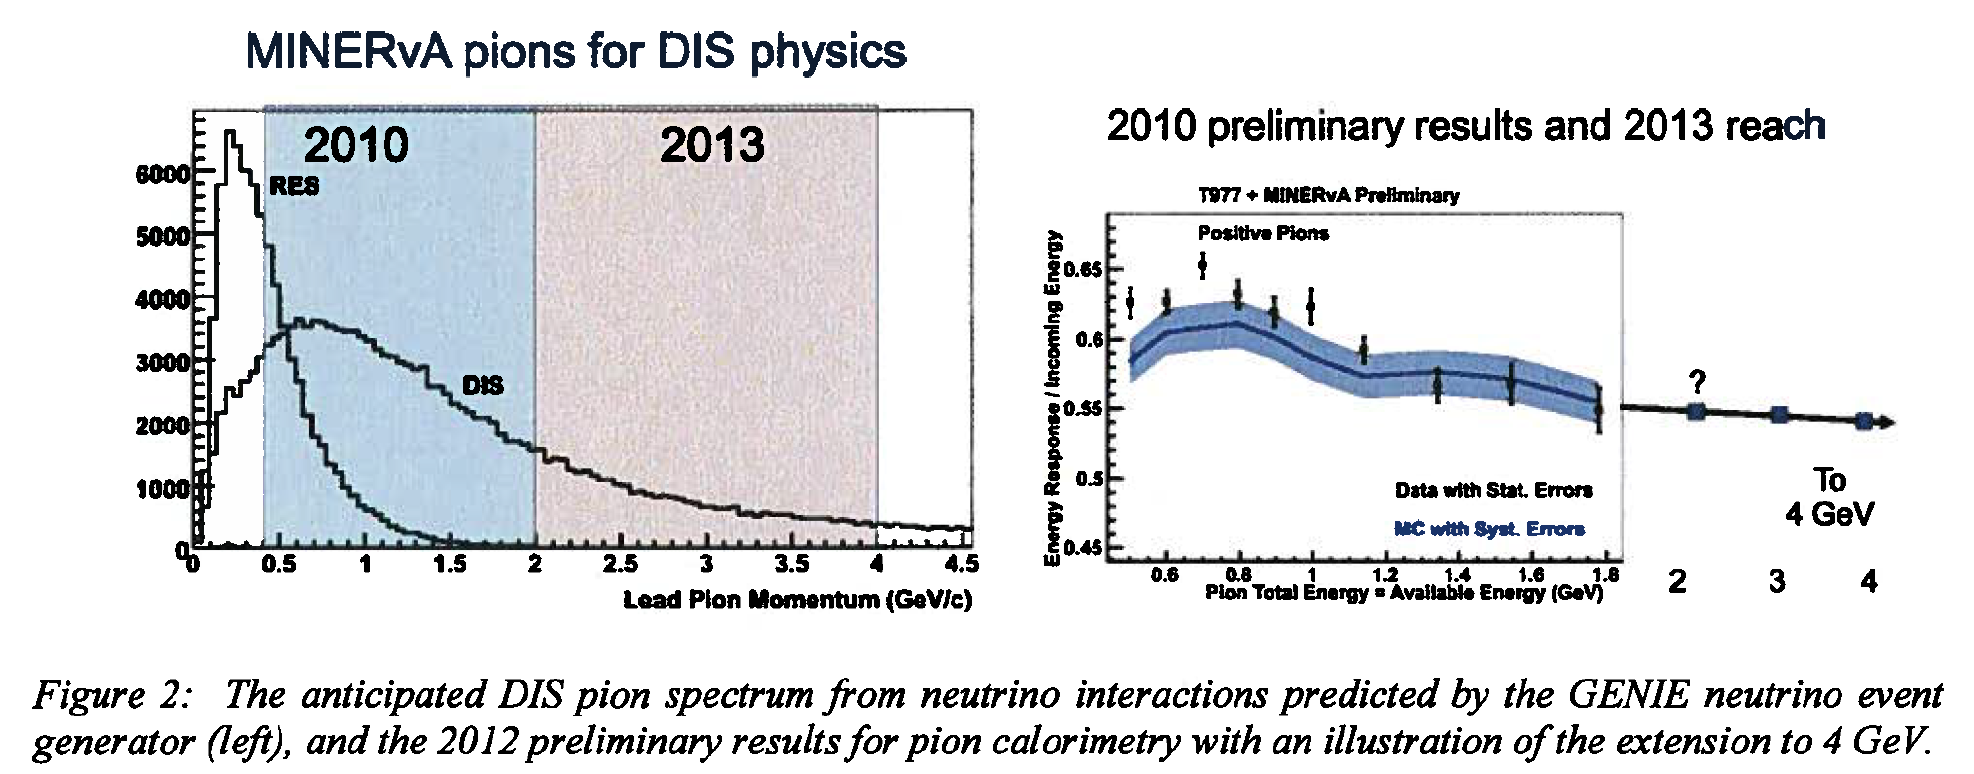 MINERvA pions for DIS physics
2010
2013
RES
DIS
6000
5000
4000
3000
2000
1000
0
0 0.5 1 1.5 2 2.5 3 3.5 4 4.5
Lead Pion Momentum (GeV/c)
2010 preliminary results and 2013 reach
T977 + MINERvA Preliminary
Positive Pions
Energy Response / Incoming Energy
0.65
0.6
0.55
0.5
0.45
?
Data with Stat. Errors
MC with Syst. Errors
To
4 GeV
0.6 0.8 1 1.2 1.4 1.6 1.8
2 3 4
Pion Total Energy = Available Energy (GeV)
Figure 2: The anticipated DIS pion spectrum from neutrino interactions predicted by the GENIE neutrino event
generator (left), and the 2012 preliminary results for pion calorimetry with an illustration of the extension to 4 GeV.